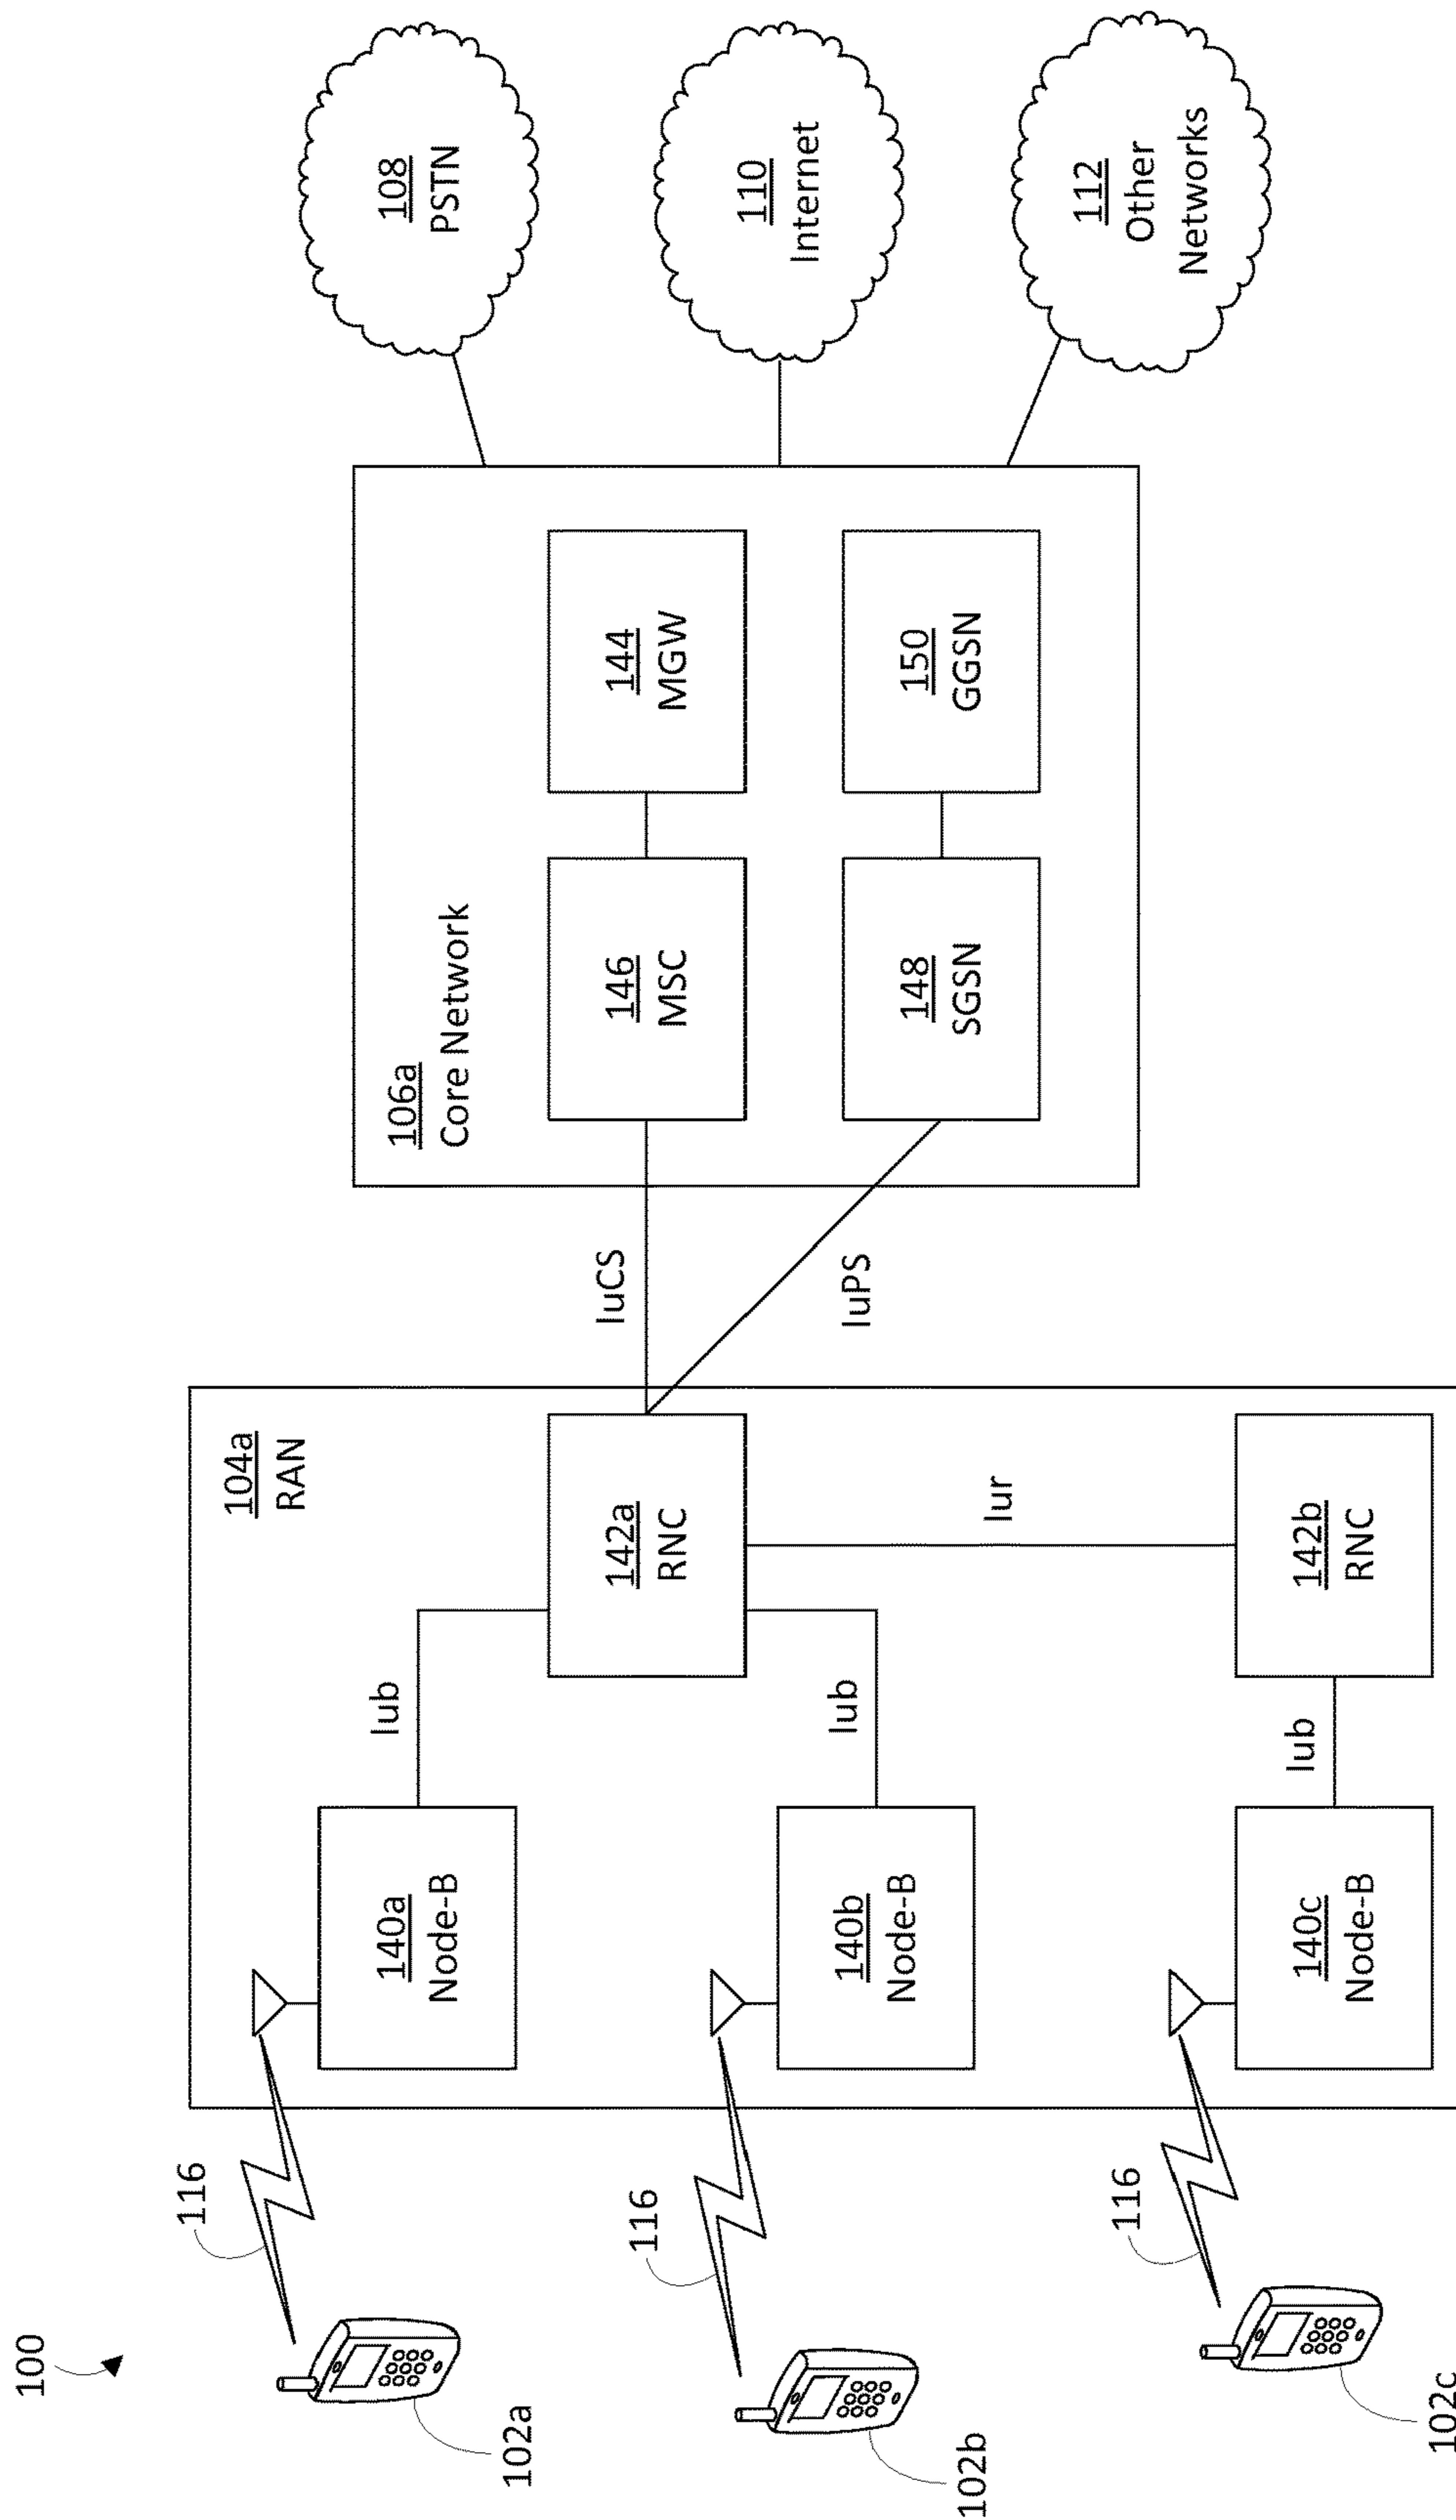 100
116
102a
116
102b
116
102c
104a
RAN
140a
Node-B
Iub
140b
Node-B
Iub
142a
RNC
Iur
140c
Node-B
Iub
142b
RNC
IuCS
IuPS
106a
Core Network
146
MSC
144
MGW
148
SGSN
150
GGSN
108
PSTN
110
Internet
112
Other
Networks